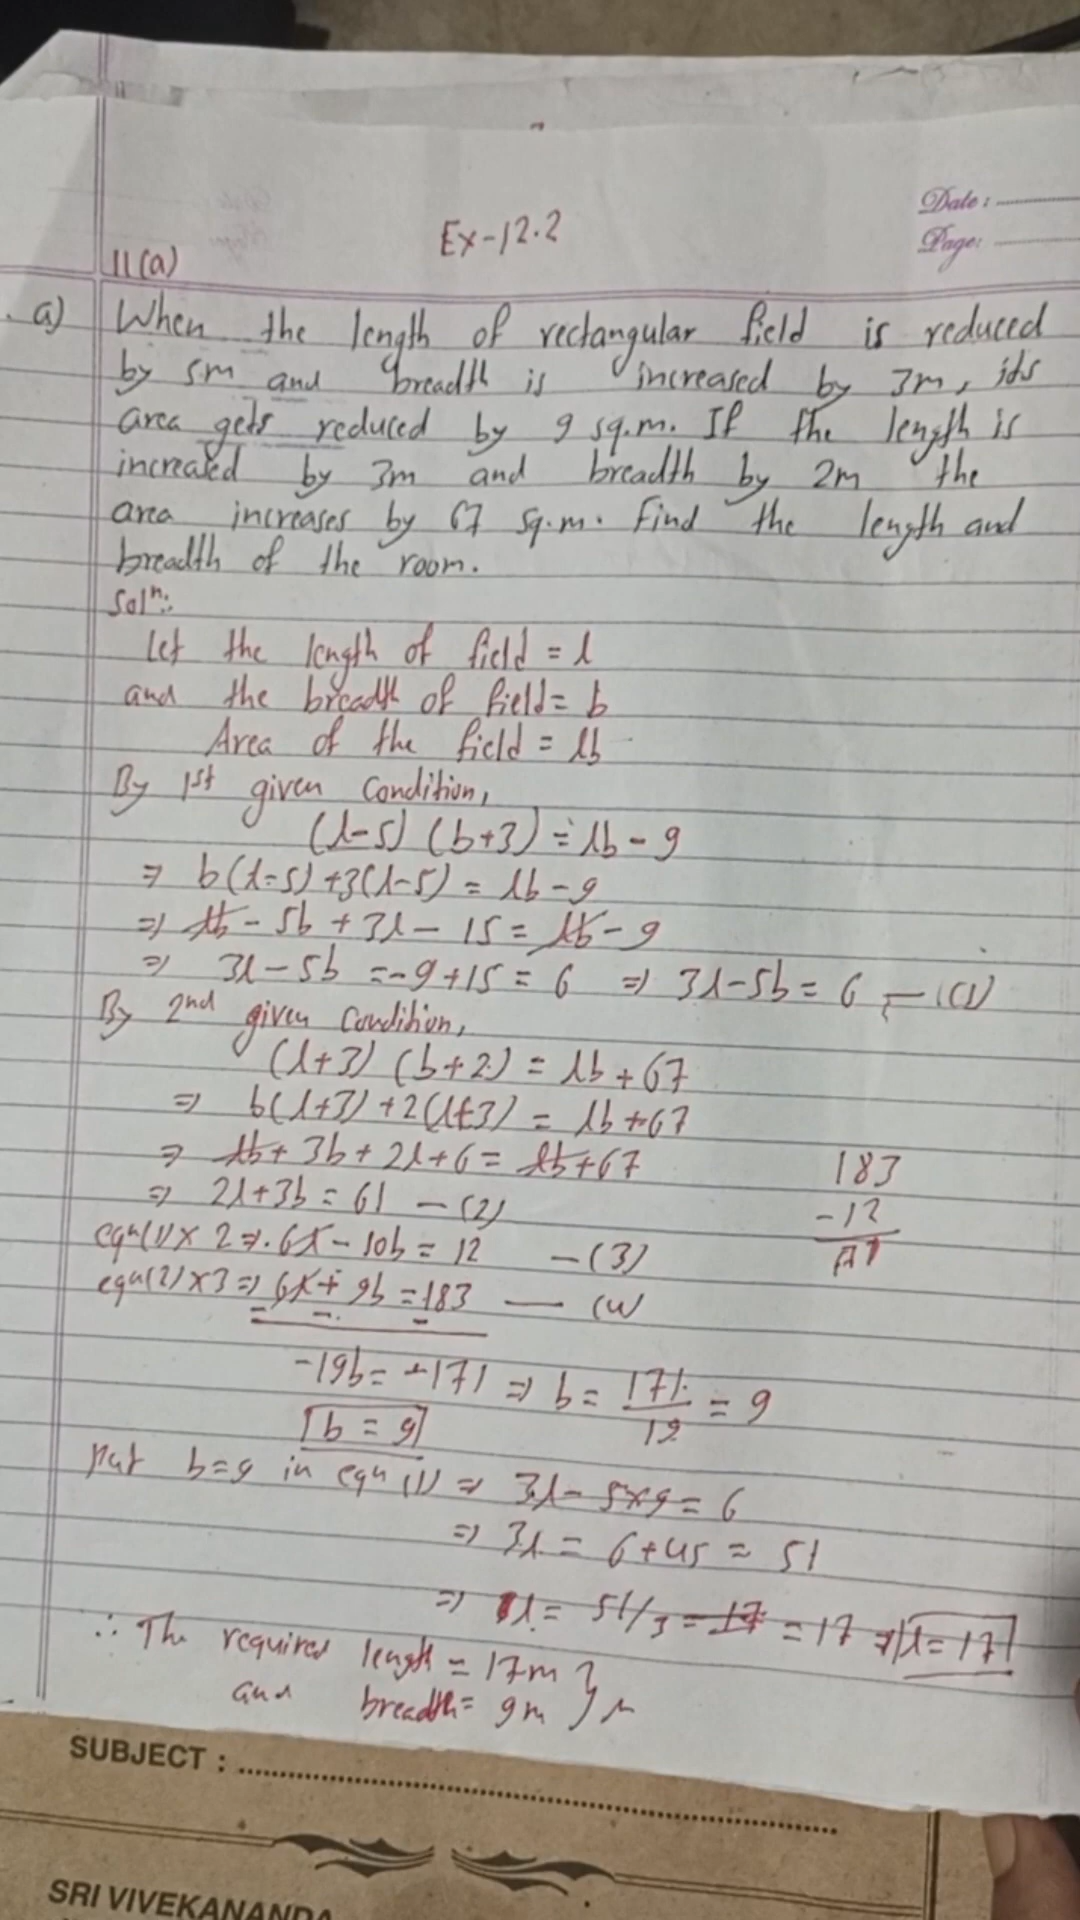 Date:
Page:
Ex-12.2
11(a)
a) When the length of rectangular field is reduced
by 5m and breadth is increased by 3m, its
area gets reduced by 9 sq.m. If the length is
increased by 3m and breadth by 2m the
area increases by 67 sq.m. Find the length and
breadth of the room.
Solⁿ:
Let the length of field = l
and the breadth of field = b
Area of the field = lb
By 1st given Condition,
(l-5) (b+3) = lb - 9
⇒ b(l-5) +3(l-5) = lb - 9
⇒ lb - 5b + 3l - 15 = lb - 9
⇒ 3l - 5b = -9 + 15 = 6 ⇒ 3l - 5b = 6 — (1)
By 2nd given Condition,
(l+3) (b+2) = lb + 67
⇒ b(l+3) +2(l+3) = lb + 67
⇒ lb + 3b + 2l + 6 = lb + 67
⇒ 2l + 3b = 61 — (2)
183
-12
eqn(1) × 2 ⇒ 6l - 10b = 12 — (3)
eqn(2) × 3 ⇒ 6l + 9b = 183 —
- - -
-19b = -171 ⇒ b = 171/19 = 9
b = 9
Put b=9 in eqn (1) ⇒ 3l - 5×9 = 6
⇒ 3l = 6 + 45 = 51
⇒ l = 51/3 = 17 = 17 ⇒ l = 17
∴ The required length = 17m }
and breadth = 9m }
SUBJECT :
SRI VIVEKANANDA